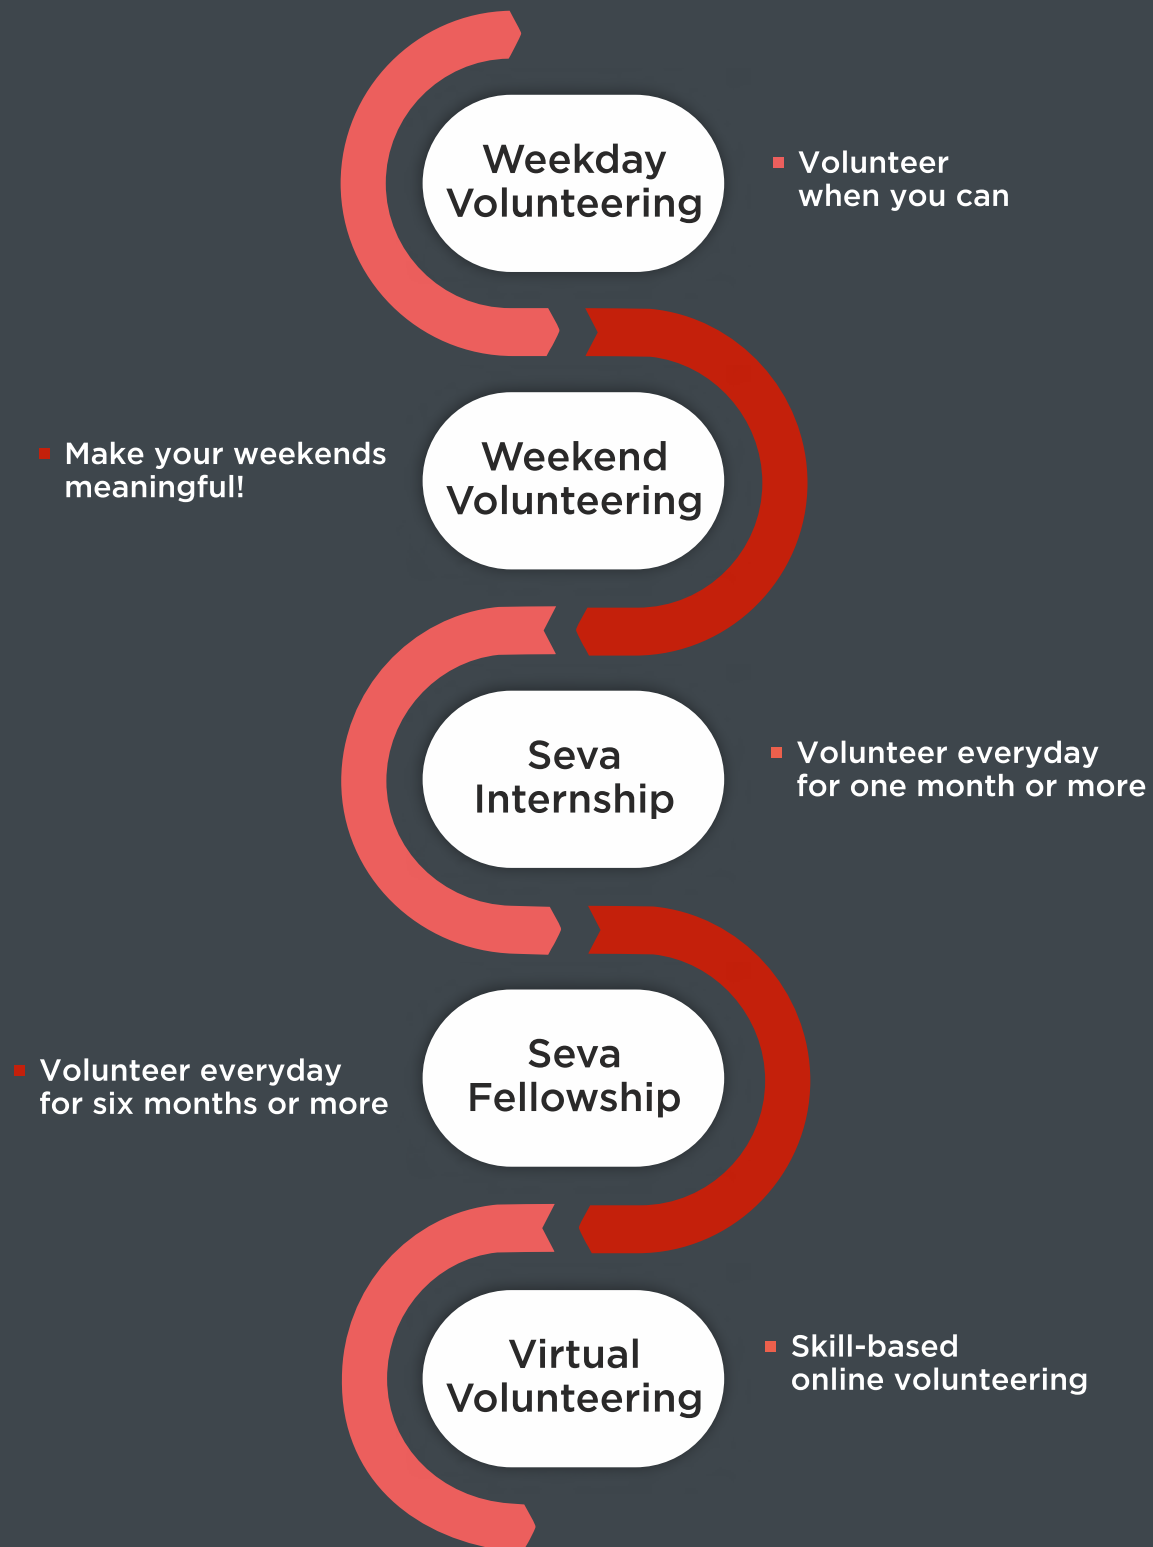 Weekday
Volunteering
Volunteer
when you can
Make your weekends
meaningful!
Weekend
Volunteering
Seva
Internship
Volunteer everyday
for one month or more
Volunteer everyday
for six months or more
Seva
Fellowship
Virtual
Volunteering
Skill-based
online volunteering